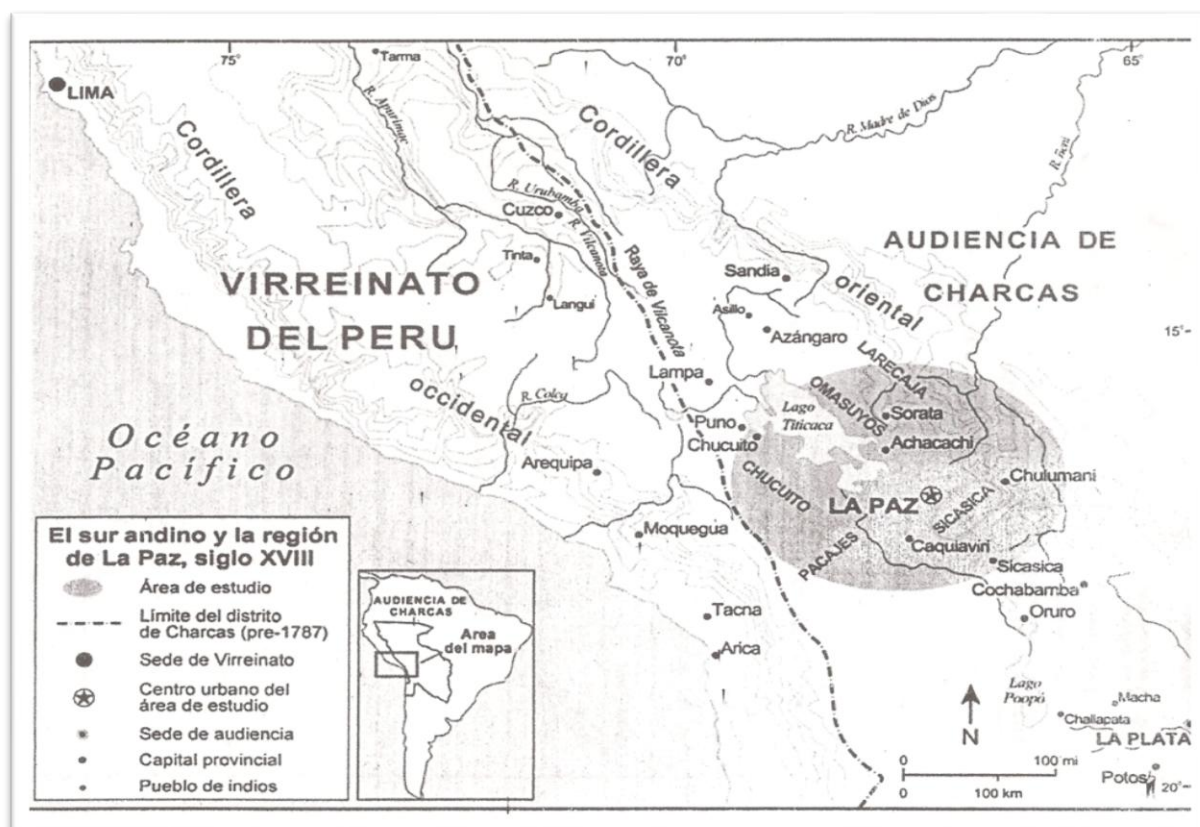 75°
70°
65°
Tarma
LIMA
R. Apurimac
Cordillera
Cordillera
R. Madre de Dios
R. Beni
R. Urubamba
Cuzco
R. Vilcanota
AUDIENCIA DE
CHARCAS
Tinta
Raya de Vilcanota
Sandia
oriental
VIRREINATO
DEL PERU
Langui
Asillo
Azángaro
15°
LARECAJA
Lampa
OMASUYOS
occidental
R. Colca
Lago
Titicaca
Sorata
Puno
Chucuito
Achacachi
Océano
Pacífico
Arequipa
CHUCUITO
Chulumani
LA PAZ
SICASICA
Moquegua
Caquiaviri
PACAJES
Sicasica
Cochabamba
Oruro
Tacna
Arica
Lago
Poopó
Macha
Challapata
LA PLATA
Potosí
20°
N
0
100 mi
0
100 km
El sur andino y la región
de La Paz, siglo XVIII
Área de estudio
Límite del distrito
de Charcas (pre-1787)
Sede de Virreinato
Centro urbano del
área de estudio
Sede de audiencia
Capital provincial
Pueblo de indios
AUDIENCIA DE
CHARCAS
Area
del mapa